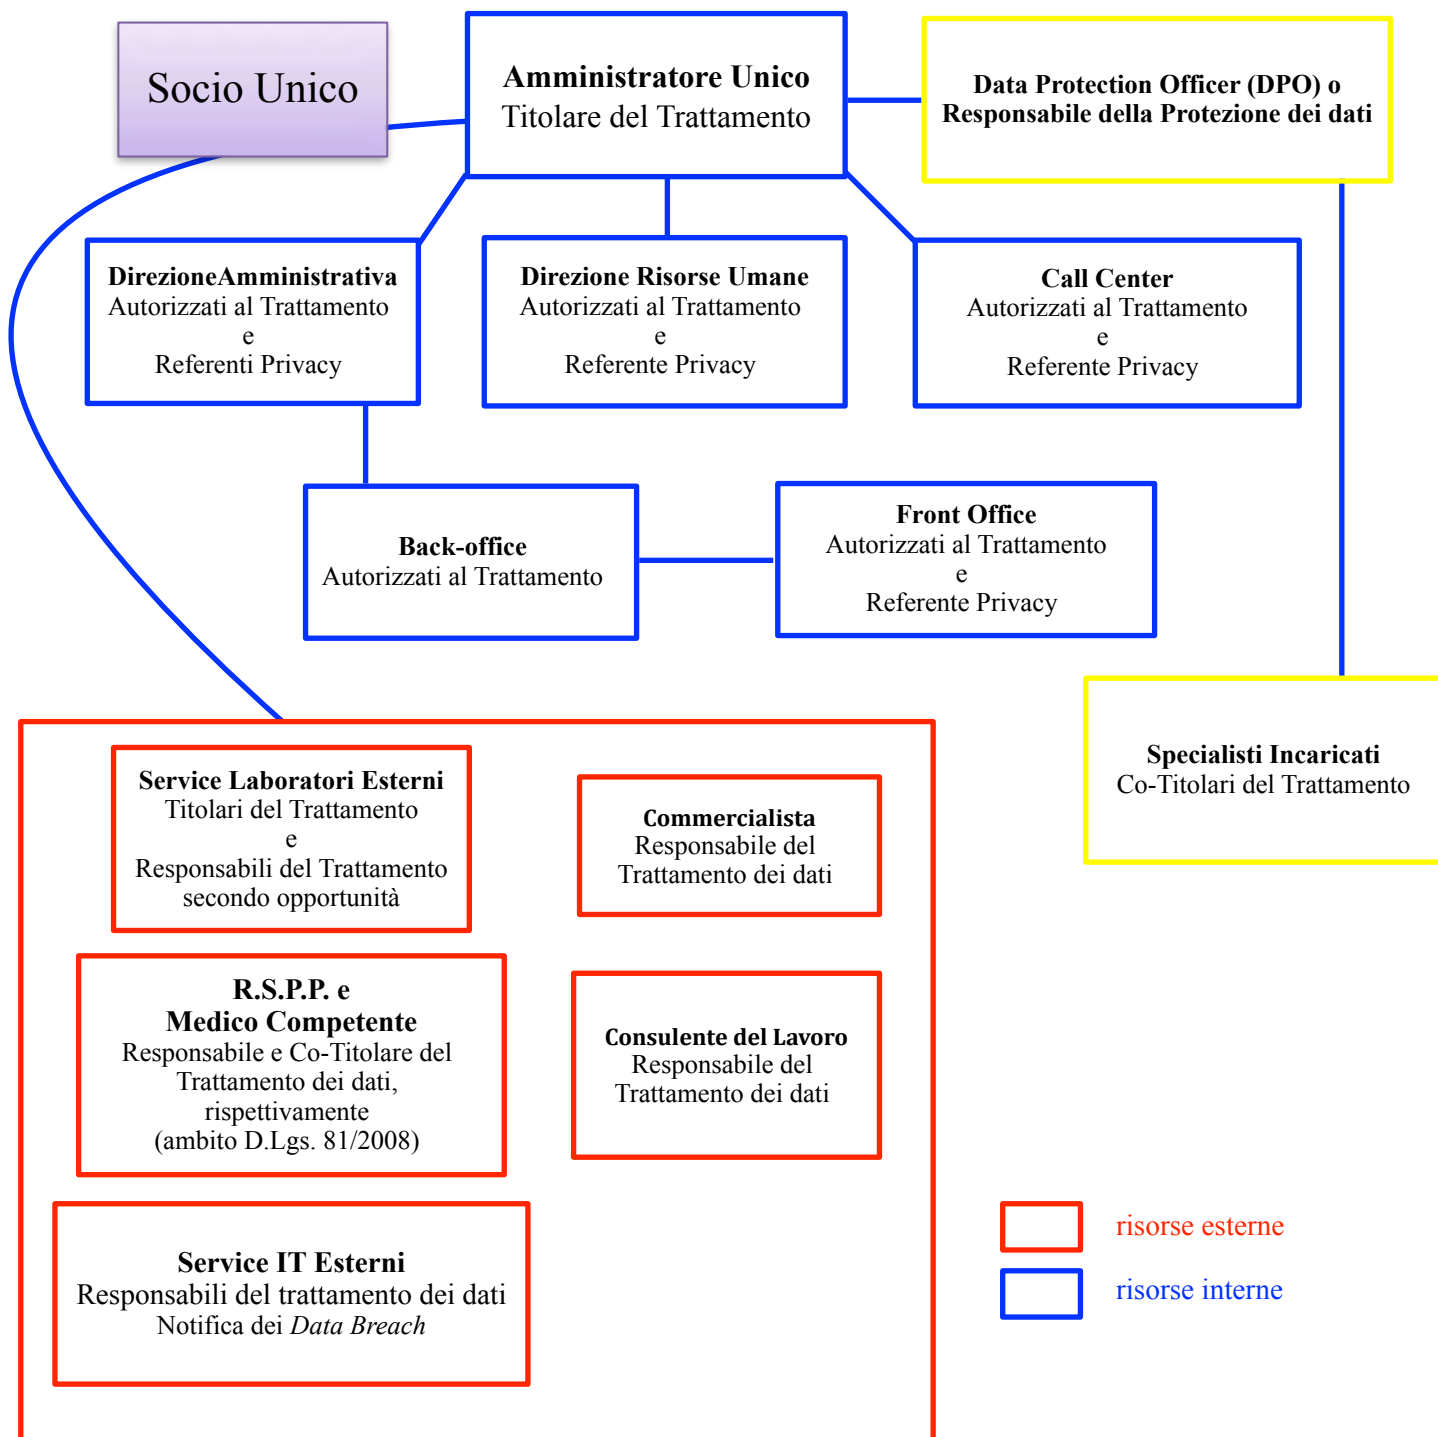 Socio Unico
Amministratore Unico
Titolare del Trattamento
Data Protection Officer (DPO) o
Responsabile della Protezione dei dati
DirezioneAmministrativa
Autorizzati al Trattamento
e
Referenti Privacy
Direzione Risorse Umane
Autorizzati al Trattamento
e
Referente Privacy
Call Center
Autorizzati al Trattamento
e
Referente Privacy
Back-office
Autorizzati al Trattamento
Front Office
Autorizzati al Trattamento
e
Referente Privacy
Specialisti Incaricati
Co-Titolari del Trattamento
Service Laboratori Esterni
Titolari del Trattamento
e
Responsabili del Trattamento
secondo opportunità
Commercialista
Responsabile del
Trattamento dei dati
R.S.P.P. e
Medico Competente
Responsabile e Co-Titolare del
Trattamento dei dati,
rispettivamente
(ambito D.Lgs. 81/2008)
Consulente del Lavoro
Responsabile del
Trattamento dei dati
Service IT Esterni
Responsabili del trattamento dei dati
Notifica dei Data Breach
risorse esterne
risorse interne